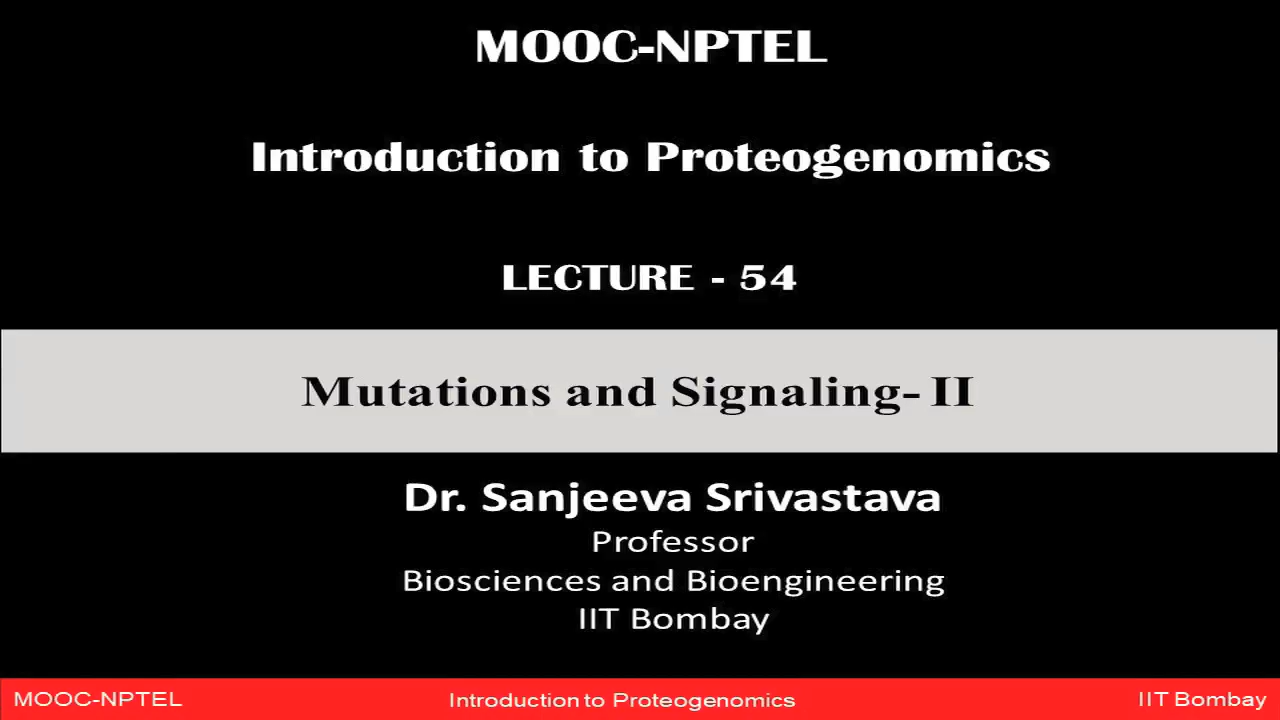 MOOC-NPTEL
Introduction to Proteogenomics
LECTURE - 54
Mutations and Signaling- II
Dr. Sanjeeva Srivastava
Professor
Biosciences and Bioengineering
IIT Bombay
MOOC-NPTEL Introduction to Proteogenomics IIT Bombay